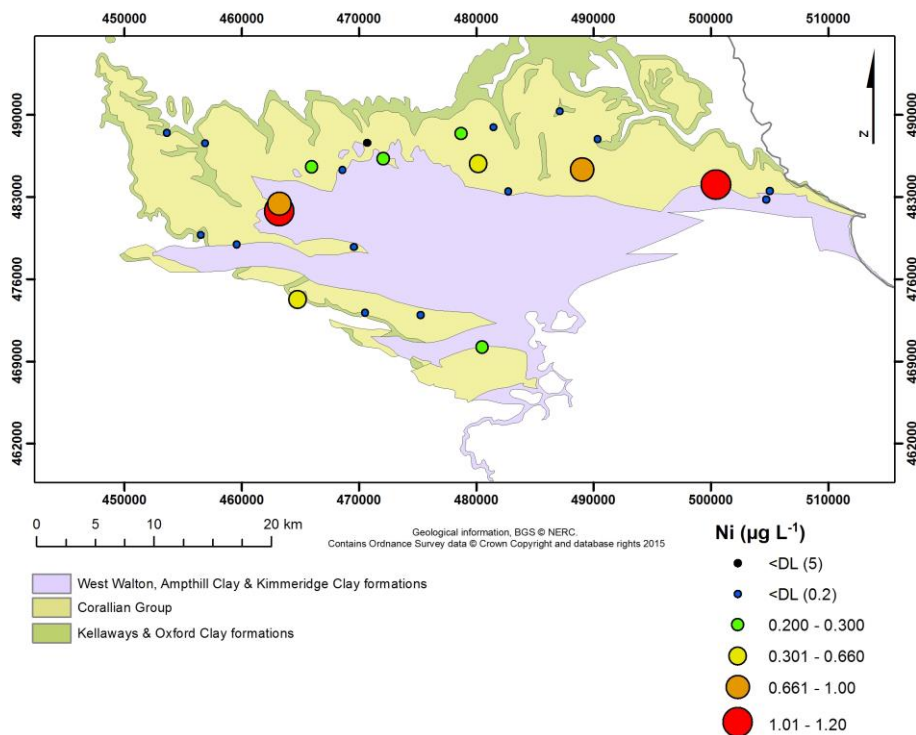 450000 460000 470000 480000 490000 500000 510000
490000 490000
N
483000 483000
476000 476000
469000 469000
462000 462000
450000 460000 470000 480000 490000 500000 510000
0 5 10 20 km
Geological information, BGS © NERC.
Contains Ordnance Survey data © Crown Copyright and database rights 2015
West Walton, Ampthill Clay & Kimmeridge Clay formations
Corallian Group
Kellaways & Oxford Clay formations
Ni (µg L⁻¹)
<DL (5)
<DL (0.2)
0.200 - 0.300
0.301 - 0.660
0.661 - 1.00
1.01 - 1.20